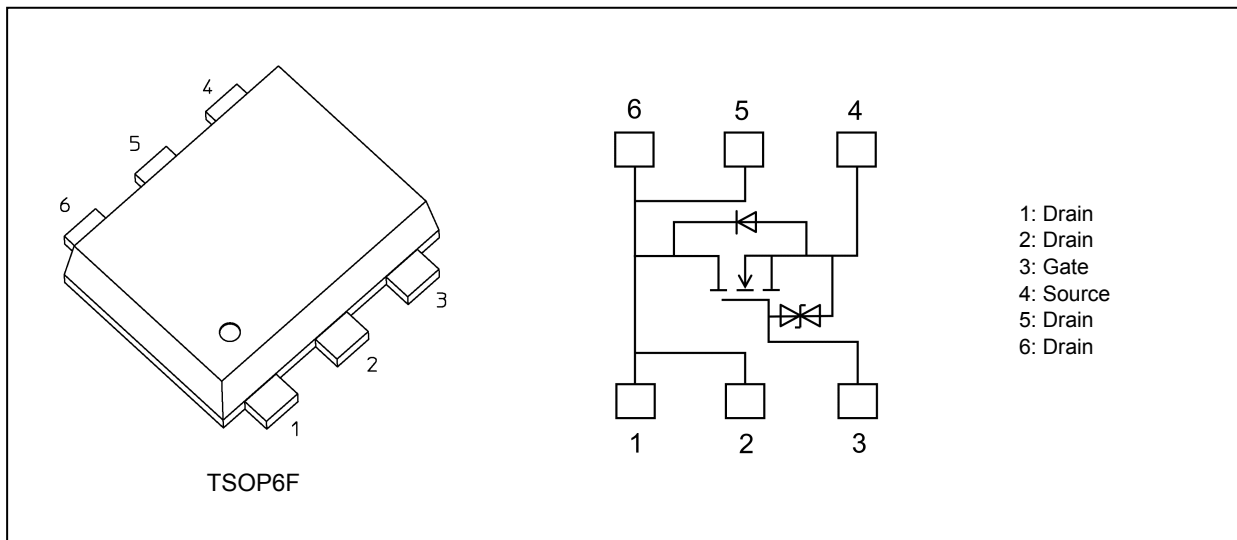 4
5
6
3
2
1
TSOP6F
6 5 4
1 2 3
1: Drain
2: Drain
3: Gate
4: Source
5: Drain
6: Drain